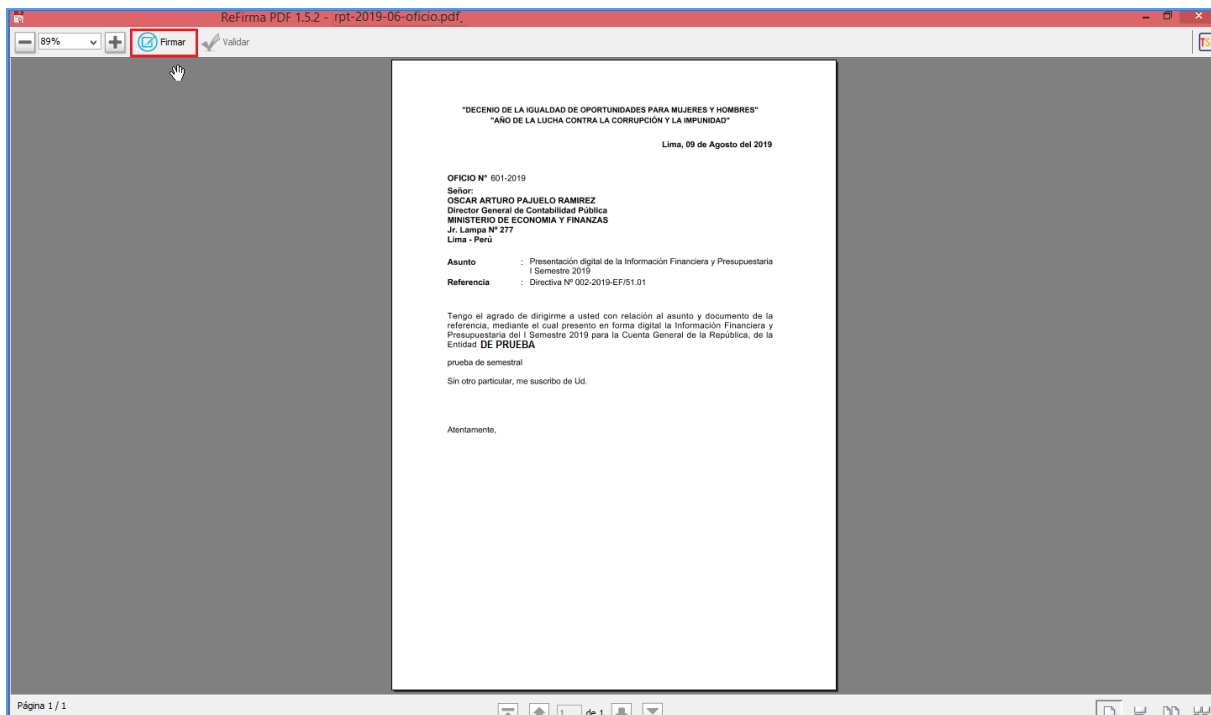 ReFirma PDF 1.5.2 - rpt-2019-06-oficio.pdf
89%
Firmar
Validar
TS
"DECENIO DE LA IGUALDAD DE OPORTUNIDADES PARA MUJERES Y HOMBRES"
"AÑO DE LA LUCHA CONTRA LA CORRUPCIÓN Y LA IMPUNIDAD"
Lima, 09 de Agosto del 2019
OFICIO N° 601-2019
Señor:
OSCAR ARTURO PAJUELO RAMIREZ
Director General de Contabilidad Pública
MINISTERIO DE ECONOMIA Y FINANZAS
Jr. Lampa Nº 277
Lima - Perú
Asunto : Presentación digital de la Información Financiera y Presupuestaria
I Semestre 2019
Referencia : Directiva Nº 002-2019-EF/51.01
Tengo el agrado de dirigirme a usted con relación al asunto y documento de la
referencia, mediante el cual presento en forma digital la Información Financiera y
Presupuestaria del I Semestre 2019 para la Cuenta General de la República, de la
Entidad DE PRUEBA
prueba de semestral
Sin otro particular, me suscribo de Ud.
Atentamente,
Página 1 / 1
1 de 1